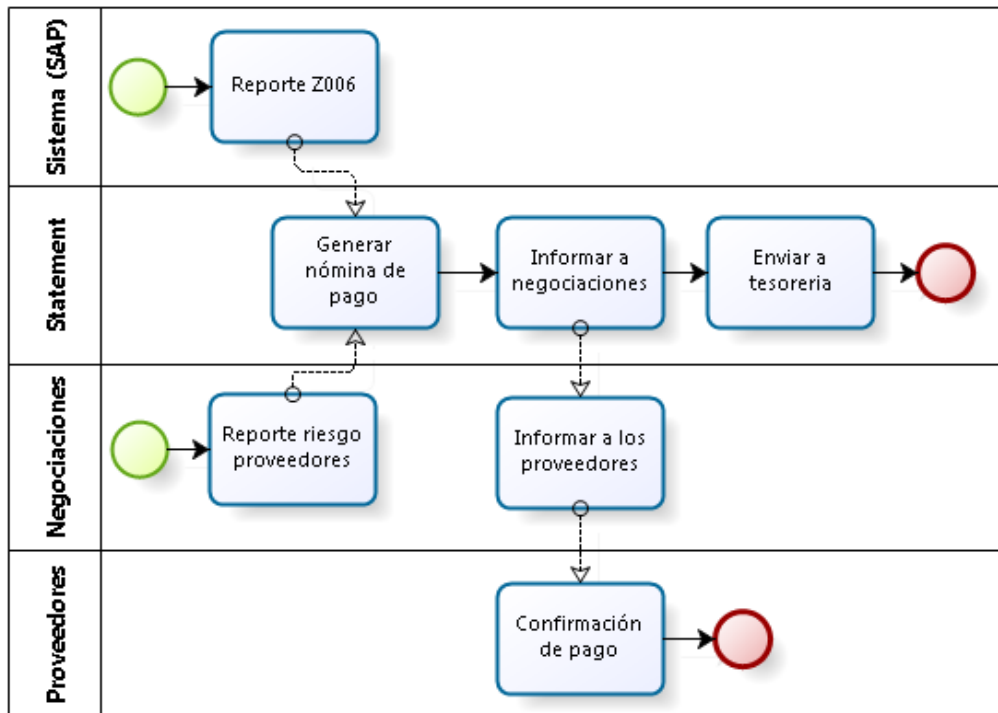 Sistema (SAP)
Reporte Z006
Statement
Generar
nómina de
pago
Informar a
negociaciones
Enviar a
tesoreria
Negociaciones
Reporte riesgo
proveedores
Informar a los
proveedores
Proveedores
Confirmación
de pago